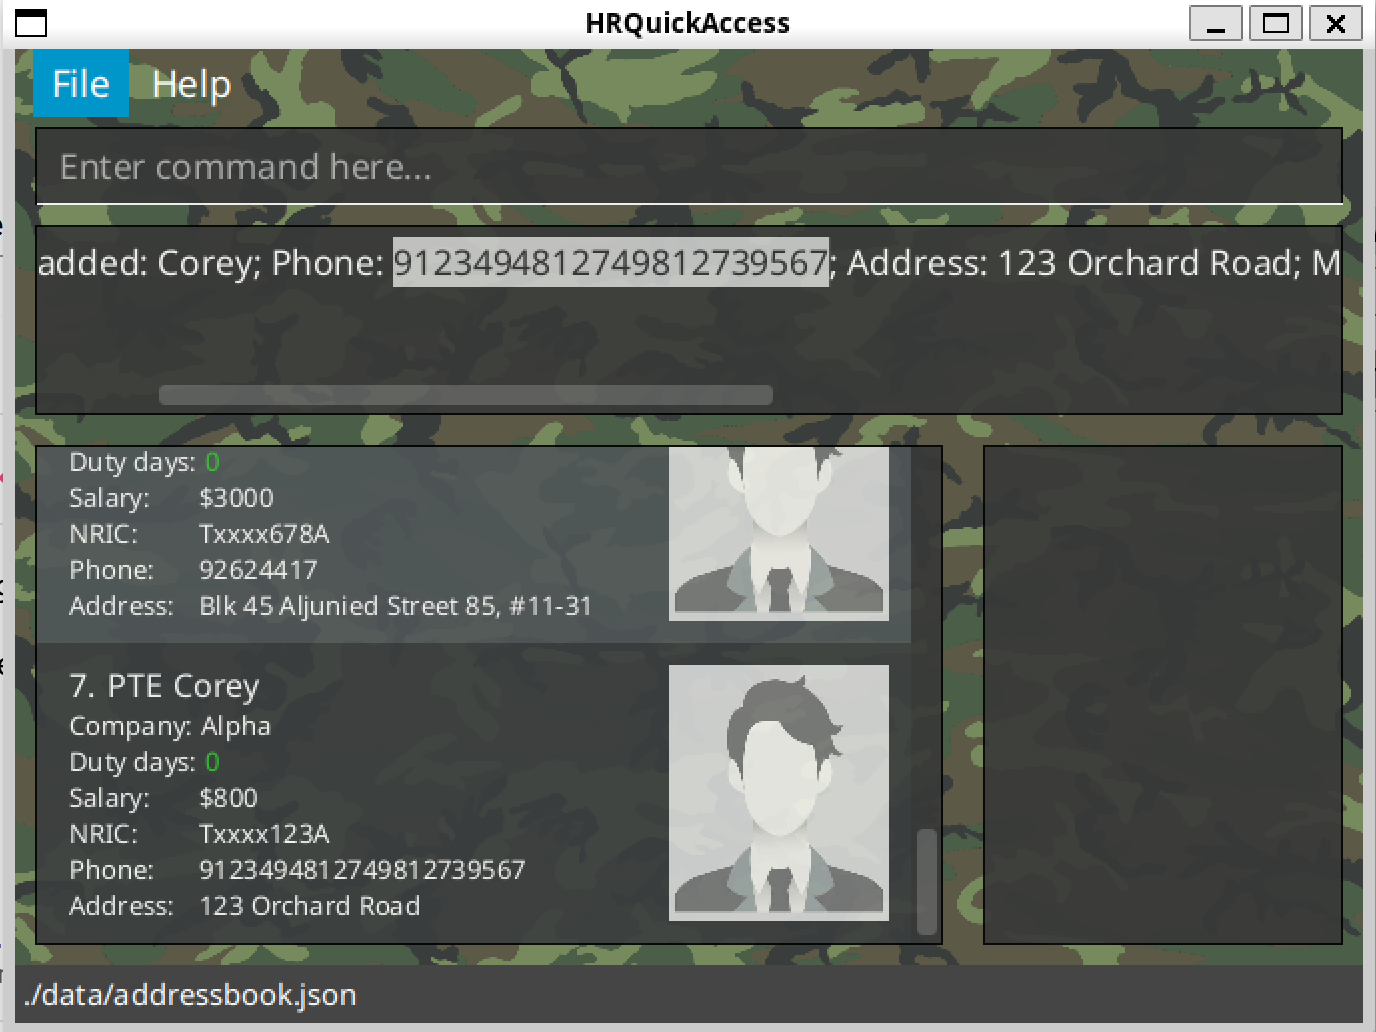 HRQuickAccess
File Help
Enter command here...
added: Corey; Phone: 9123494812749812739567; Address: 123 Orchard Road; M
Duty days: 0
Salary: $3000
NRIC: Txxxx678A
Phone: 92624417
Address: Blk 45 Aljunied Street 85, #11-31
7. PTE Corey
Company: Alpha
Duty days: 0
Salary: $800
NRIC: Txxxx123A
Phone: 9123494812749812739567
Address: 123 Orchard Road
./data/addressbook.json